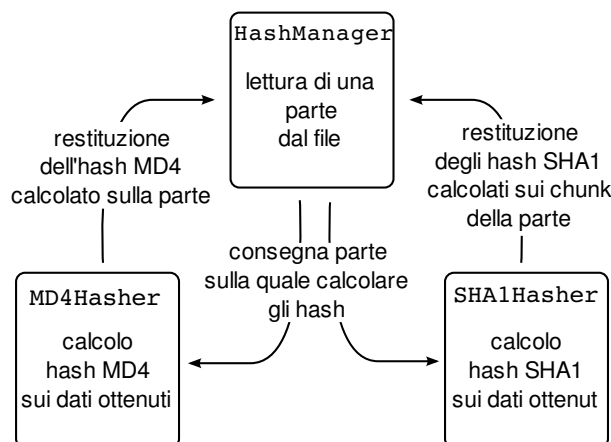 HashManager
lettura di una
parte
dal file
restituzione
dell'hash MD4
calcolato sulla parte
restituzione
degli hash SHA1
calcolati sui chunk
della parte
consegna parte
sulla quale calcolare
gli hash
MD4Hasher
calcolo
hash MD4
sui dati ottenuti
SHA1Hasher
calcolo
hash SHA1
sui dati ottenut